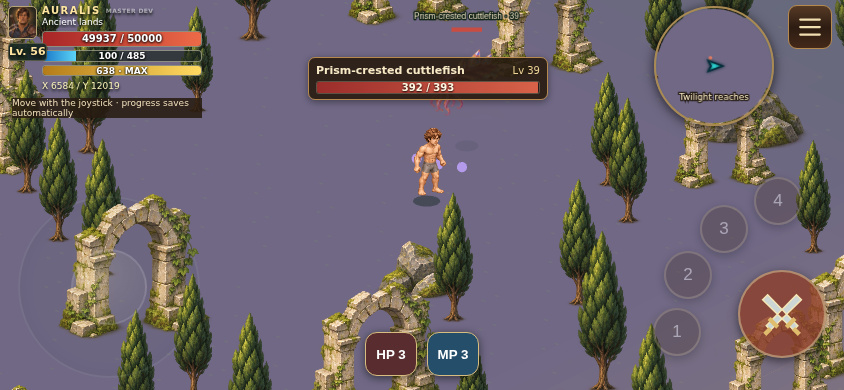 AURALIS MASTER DEV
Ancient lands
49937 / 50000
Lv. 56
100 / 485
638 · MAX
X 6584 / Y 12019
Move with the joystick · progress saves
automatically
Prism-crested cuttlefish · 39
Prism-crested cuttlefish Lv 39
392 / 393
Twilight reaches
4
3
2
1
HP 3
MP 3